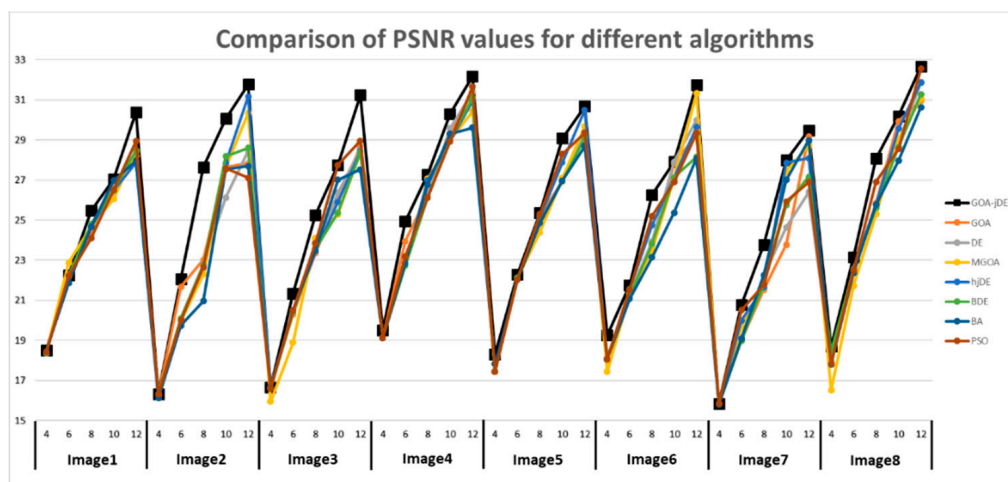 Comparison of PSNR values for different algorithms
33
31
29
27
25
23
21
19
17
15
4 6 8 10 12 4 6 8 10 12 4 6 8 10 12 4 6 8 10 12 4 6 8 10 12 4 6 8 10 12 4 6 8 10 12 4 6 8 10 12
Image1 Image2 Image3 Image4 Image5 Image6 Image7 Image8
GOA-jDE
GOA
DE
MGOA
hjDE
BDE
BA
PSO